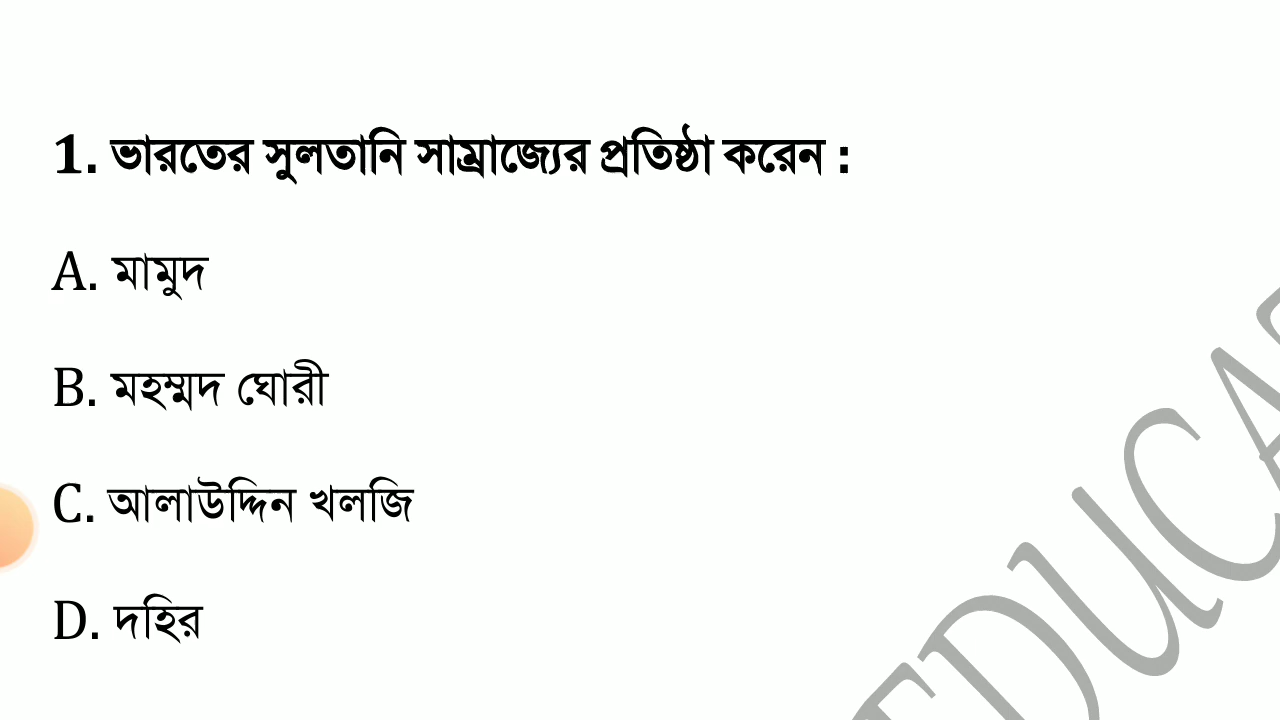 1. ভারতের সুলতানি সাম্রাজ্যের প্রতিষ্ঠা করেন :
A. মামুদ
B. মহম্মদ ঘোরী
C. আলাউদ্দিন খলজি
D. দহির